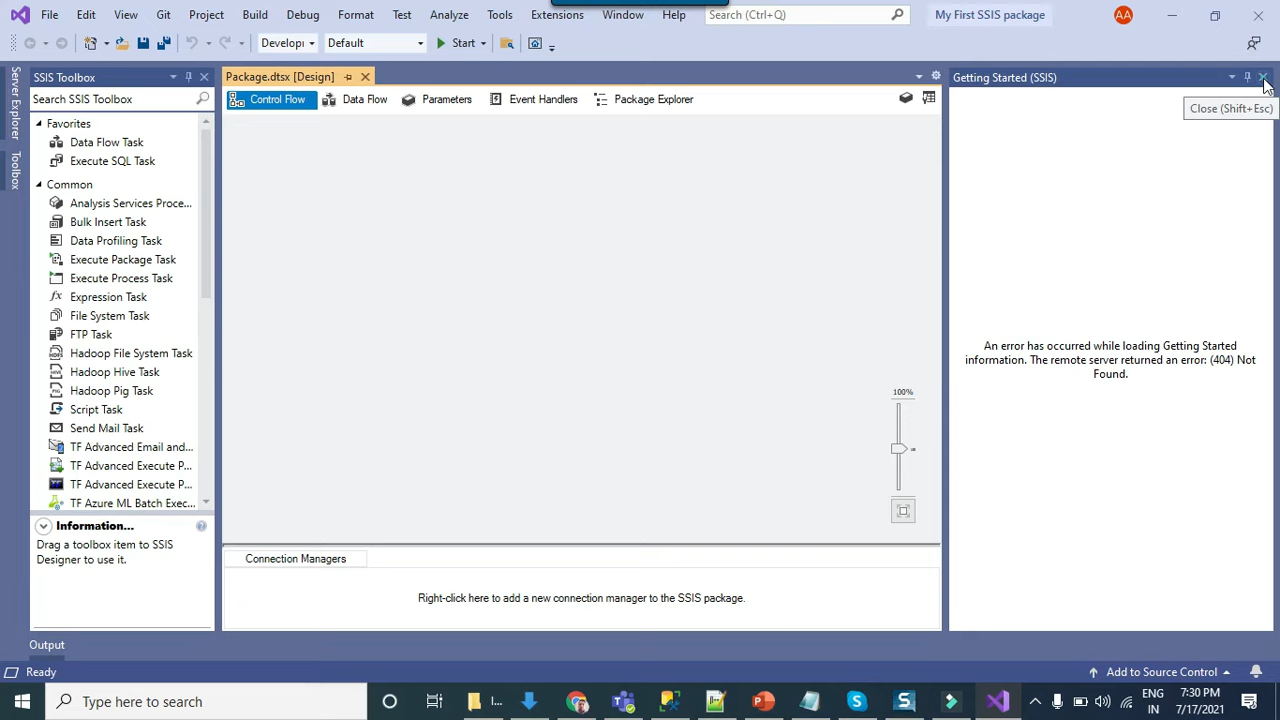 File Edit View Git Project Build Debug Format Test Analyze Tools Extensions Window Help Search (Ctrl+Q) My First SSIS package AA
Developi Default Start
Server Explorer
Toolbox
SSIS Toolbox
Search SSIS Toolbox
Favorites
Data Flow Task
Execute SQL Task
Common
Analysis Services Proce...
Bulk Insert Task
Data Profiling Task
Execute Package Task
Execute Process Task
Expression Task
File System Task
FTP Task
Hadoop File System Task
Hadoop Hive Task
Hadoop Pig Task
Script Task
Send Mail Task
TF Advanced Email and...
TF Advanced Execute P...
TF Advanced Execute P...
TF Azure ML Batch Exec...
Information...
Drag a toolbox item to SSIS
Designer to use it.
Package.dtsx [Design]
Control Flow Data Flow Parameters Event Handlers Package Explorer
100%
Connection Managers
Right-click here to add a new connection manager to the SSIS package.
Getting Started (SSIS)
Close (Shift+Esc)
An error has occurred while loading Getting Started
information. The remote server returned an error: (404) Not
Found.
Output
Ready Add to Source Control
Type here to search I... ENG 7:30 PM
IN 7/17/2021